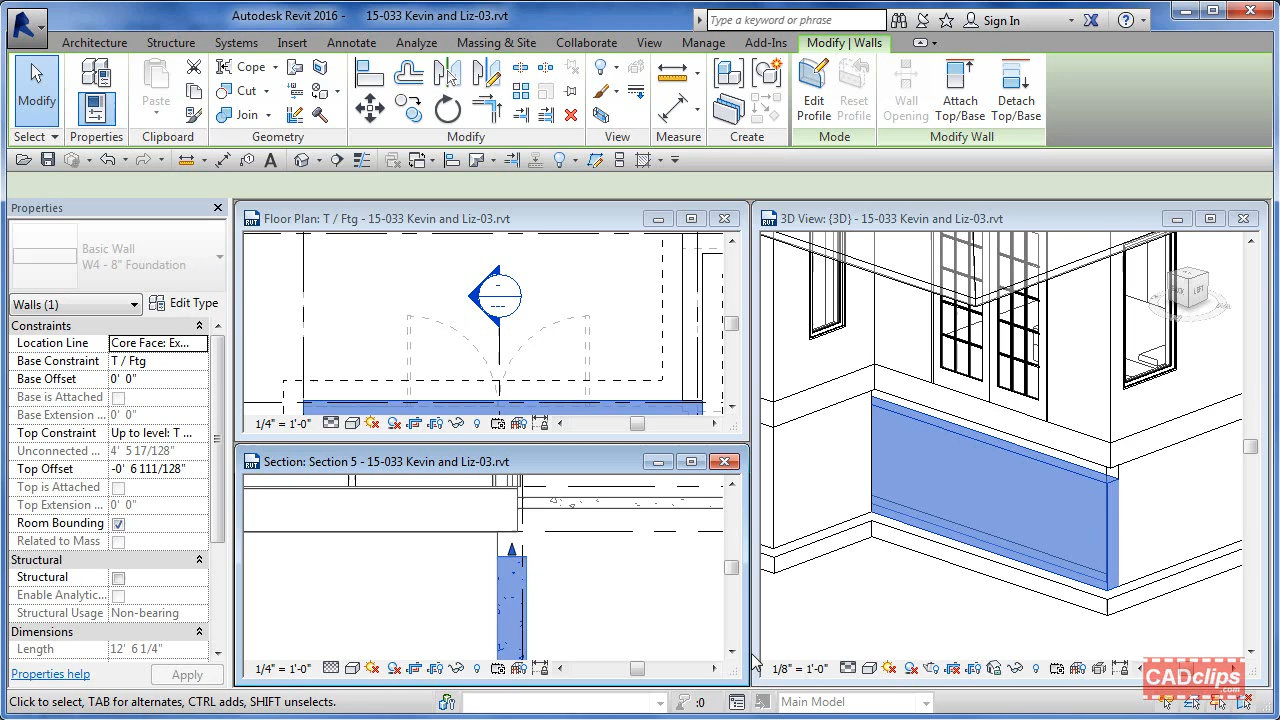 Autodesk Revit 2016 -     15-033 Kevin and Liz-03.rvt
Type a keyword or phrase
Sign In
Architecture Structure Systems Insert Annotate Analyze Massing & Site Collaborate View Manage Add-Ins Modify | Walls
Modify
Select
Properties
Paste
Clipboard
Cope
Cut
Join
Geometry
Modify
View
Measure
Create
Edit
Profile
Reset
Profile
Mode
Wall
Opening
Attach
Top/Base
Detach
Top/Base
Modify Wall
Properties
Basic Wall
W4 - 8" Foundation
Walls (1)
Edit Type
Constraints
Location Line Core Face: Ex...
Base Constraint T / Ftg
Base Offset 0' 0"
Base is Attached
Base Extension ... 0' 0"
Top Constraint Up to level: T ...
Unconnected ... 4' 5 17/128"
Top Offset -0' 6 111/128"
Top is Attached
Top Extension ... 0' 0"
Room Bounding
Related to Mass
Structural
Structural
Enable Analytic...
Structural Usage Non-bearing
Dimensions
Length 12' 6 1/4"
Properties help
Apply
Floor Plan: T / Ftg - 15-033 Kevin and Liz-03.rvt
1/4" = 1'-0"
Section: Section 5 - 15-033 Kevin and Liz-03.rvt
1/4" = 1'-0"
3D View: {3D} - 15-033 Kevin and Liz-03.rvt
LEFT
1/8" = 1'-0"
Click to select, TAB for alternates, CTRL adds, SHIFT unselects.
:0
Main Model
CADclips
.com